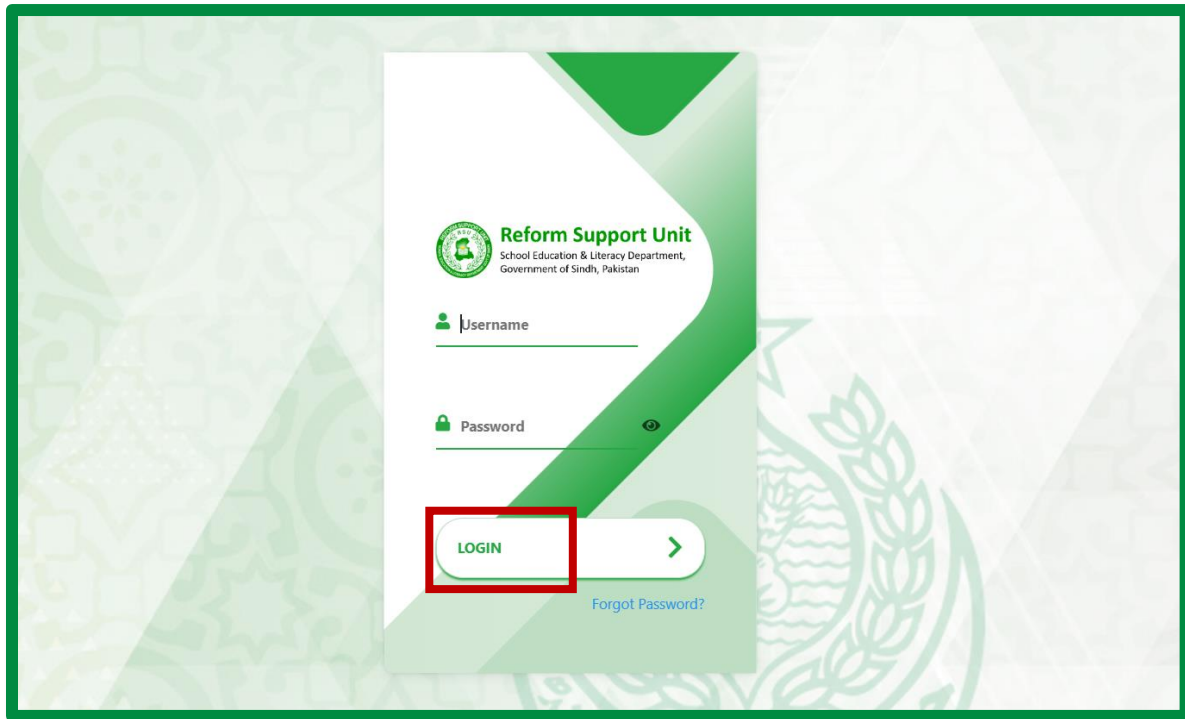 Reform Support Unit
School Education & Literacy Department,
Government of Sindh, Pakistan
Username
Password
LOGIN
Forgot Password?